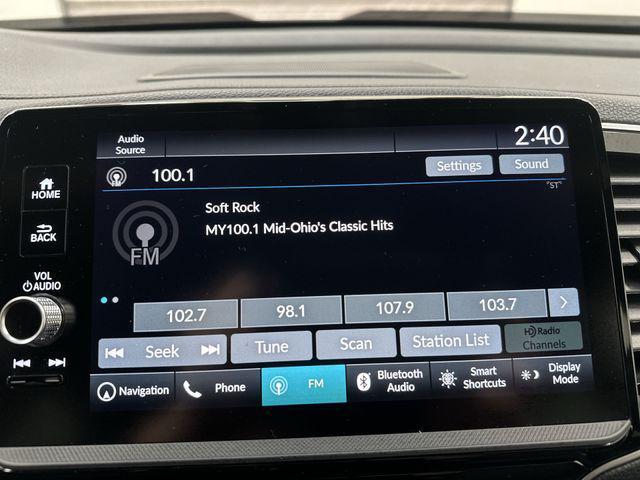 Audio
Source
2:40
100.1
Settings
Sound
"ST"
HOME
BACK
VOL
AUDIO
FM
Soft Rock
MY100.1 Mid-Ohio's Classic Hits
102.7
98.1
107.9
103.7
Seek
Tune
Scan
Station List
HD Radio
Channels
Navigation
Phone
FM
Bluetooth
Audio
Smart
Shortcuts
Display
Mode